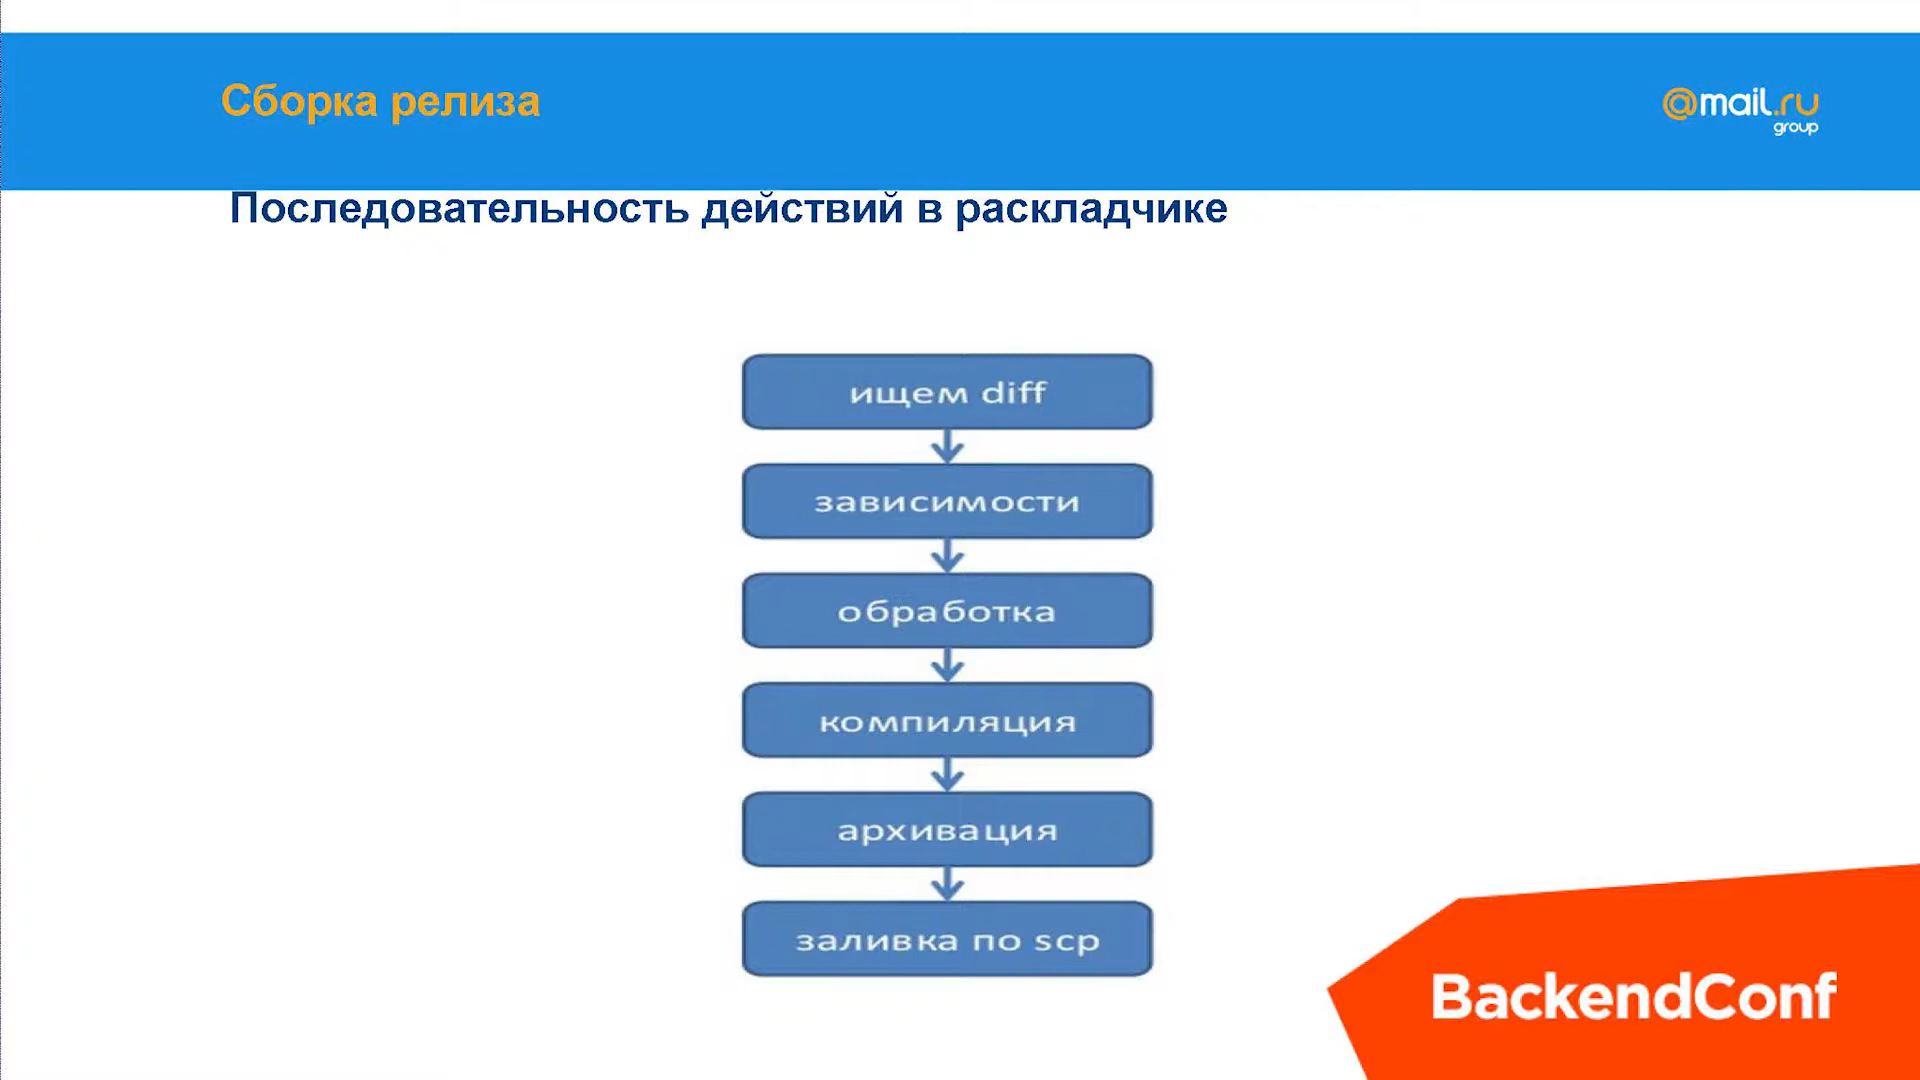 Сборка релиза
@mail.ru
group
Последовательность действий в раскладчике
ищем diff
зависимости
обработка
компиляция
архивация
заливка по scp
BackendConf